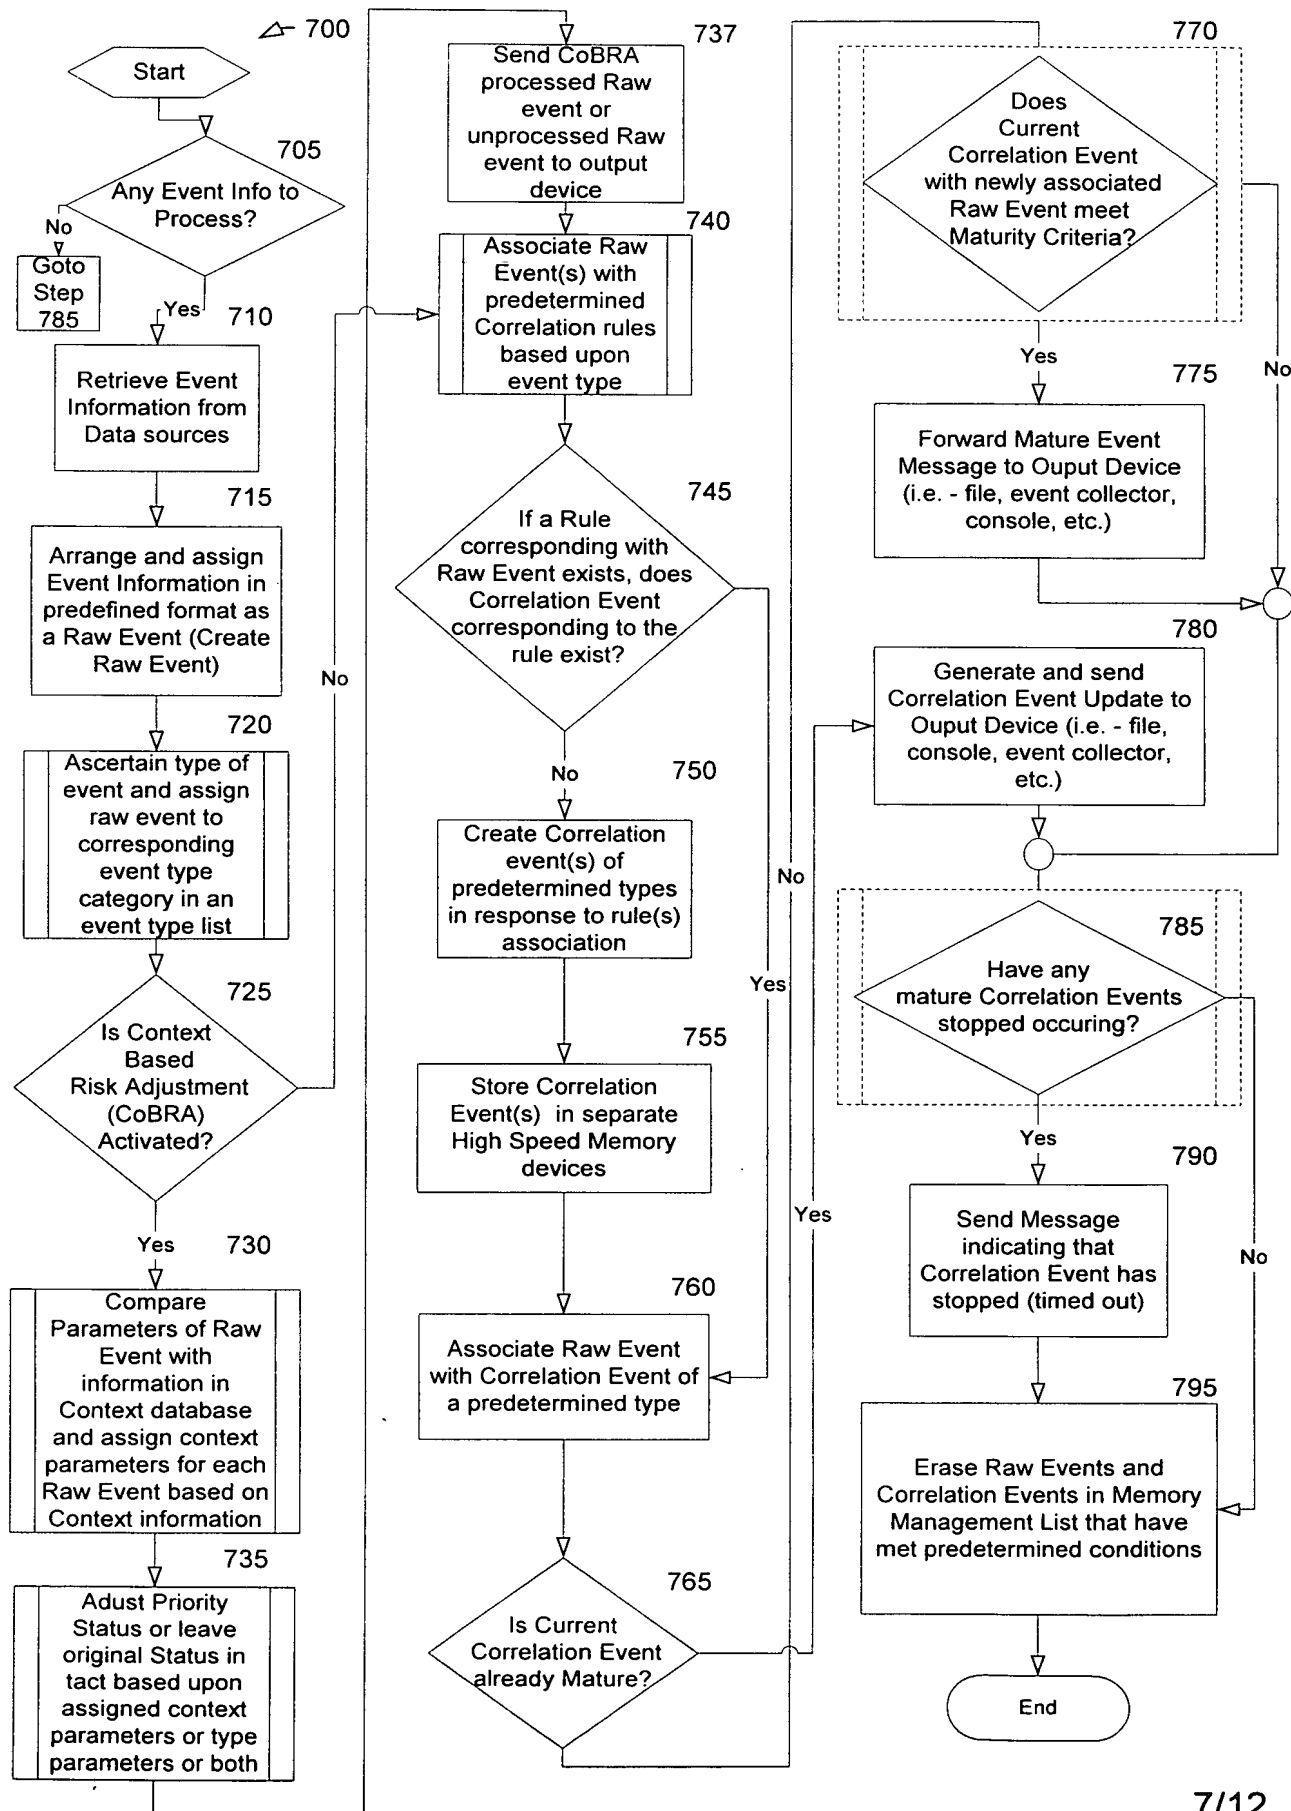 700
Start
705
Any Event Info to
Process?
No
Goto
Step
785
Yes
710
Retrieve Event
Information from
Data sources
715
Arrange and assign
Event Information in
predefined format as
a Raw Event (Create
Raw Event)
720
Ascertain type of
event and assign
raw event to
corresponding
event type
category in an
event type list
725
Is Context
Based
Risk Adjustment
(CoBRA)
Activated?
No
Yes
730
Compare
Parameters of Raw
Event with
information in
Context database
and assign context
parameters for each
Raw Event based on
Context information
735
Adust Priority
Status or leave
original Status in
tact based upon
assigned context
parameters or type
parameters or both
737
Send CoBRA
processed Raw
event or
unprocessed Raw
event to output
device
740
Associate Raw
Event(s) with
predetermined
Correlation rules
based upon
event type
745
If a Rule
corresponding with
Raw Event exists, does
Correlation Event
corresponding to the
rule exist?
No
Yes
750
Create Correlation
event(s) of
predetermined types
in response to rule(s)
association
755
Store Correlation
Event(s) in separate
High Speed Memory
devices
760
Associate Raw Event
with Correlation Event of
a predetermined type
765
Is Current
Correlation Event
already Mature?
No
Yes
770
Does
Current
Correlation Event
with newly associated
Raw Event meet
Maturity Criteria?
Yes
No
775
Forward Mature Event
Message to Ouput Device
(i.e. - file, event collector,
console, etc.)
780
Generate and send
Correlation Event Update to
Ouput Device (i.e. - file,
console, event collector,
etc.)
785
Have any
mature Correlation Events
stopped occuring?
Yes
No
790
Send Message
indicating that
Correlation Event has
stopped (timed out)
795
Erase Raw Events and
Correlation Events in Memory
Management List that have
met predetermined conditions
End
7/12